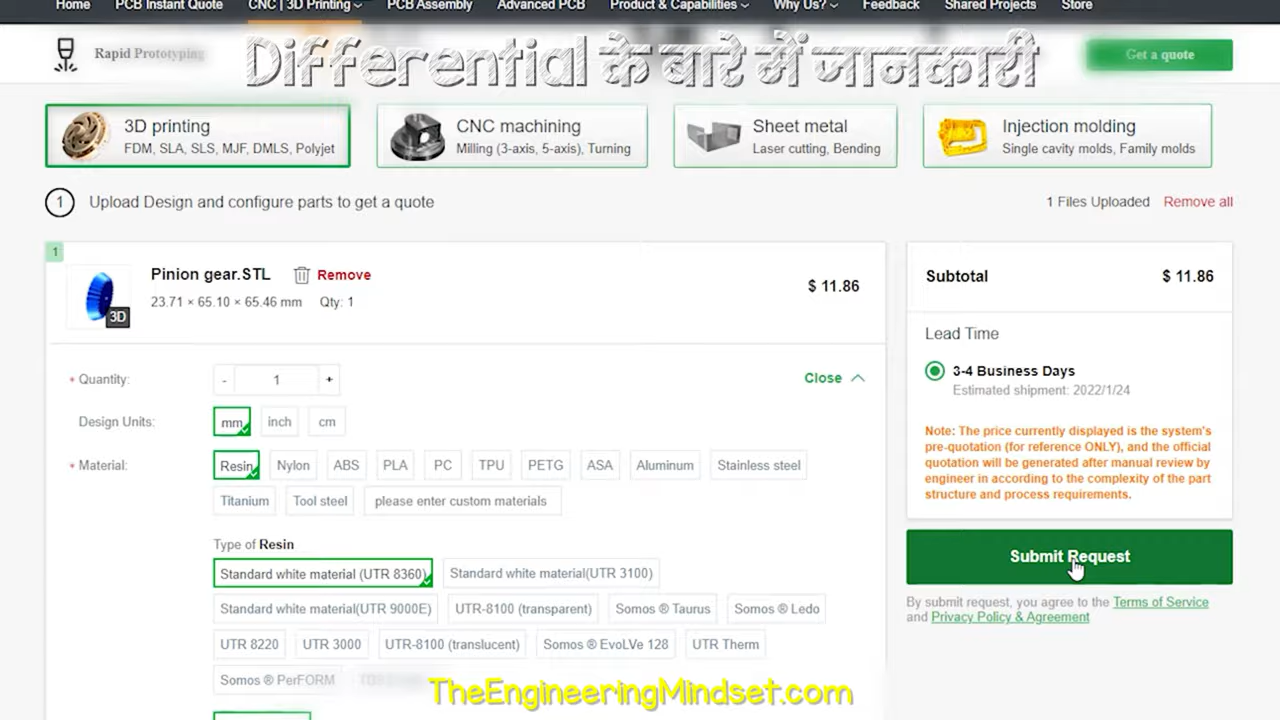 Home PCB Instant Quote CNC | 3D Printing PCB Assembly Advanced PCB Product & Capabilities Why Us? Feedback Shared Projects Store
Rapid Prototyping
Differential के बारे में जानकारी
Get a quote
3D printing
FDM, SLA, SLS, MJF, DMLS, Polyjet
CNC machining
Milling (3-axis, 5-axis), Turning
Sheet metal
Laser cutting, Bending
Injection molding
Single cavity molds, Family molds
1 Upload Design and configure parts to get a quote
1 Files Uploaded Remove all
1
Pinion gear.STL Remove
23.71 × 65.10 × 65.46 mm Qty: 1
3D
$ 11.86
* Quantity: - 1 +
Close
Design Units: mm inch cm
* Material: Resin Nylon ABS PLA PC TPU PETG ASA Aluminum Stainless steel
Titanium Tool steel please enter custom materials
Type of Resin
Standard white material (UTR 8360) Standard white material(UTR 3100)
Standard white material(UTR 9000E) UTR-8100 (transparent) Somos ® Taurus Somos ® Ledo
UTR 8220 UTR 3000 UTR-8100 (translucent) Somos ® EvoLVe 128 UTR Therm
Somos ® PerFORM
Subtotal $ 11.86
Lead Time
3-4 Business Days
Estimated shipment: 2022/1/24
Note: The price currently displayed is the system's
pre-quotation (for reference ONLY), and the official
quotation will be generated after manual review by
engineer in according to the complexity of the part
structure and process requirements.
Submit Request
By submit request, you agree to the Terms of Service
and Privacy Policy & Agreement
TheEngineeringMindset.com